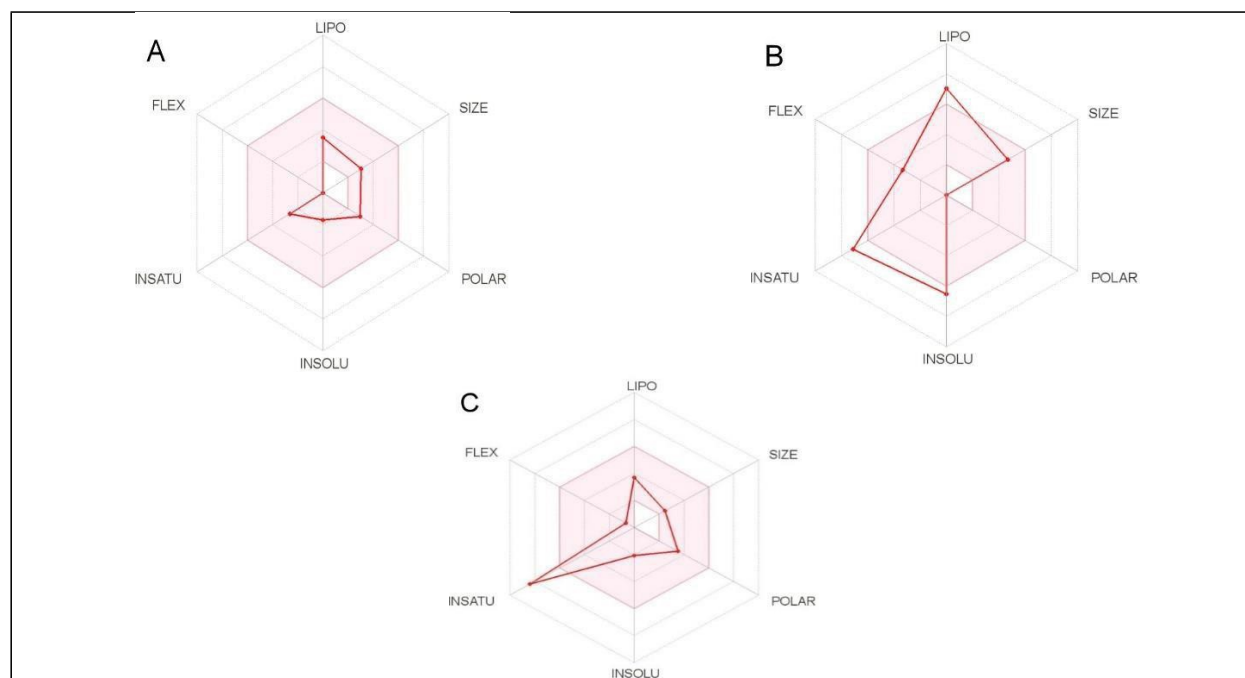 A
LIPO
FLEX
SIZE
INSATU
POLAR
INSOLU
B
LIPO
FLEX
SIZE
INSATU
POLAR
INSOLU
C
LIPO
FLEX
SIZE
INSATU
POLAR
INSOLU